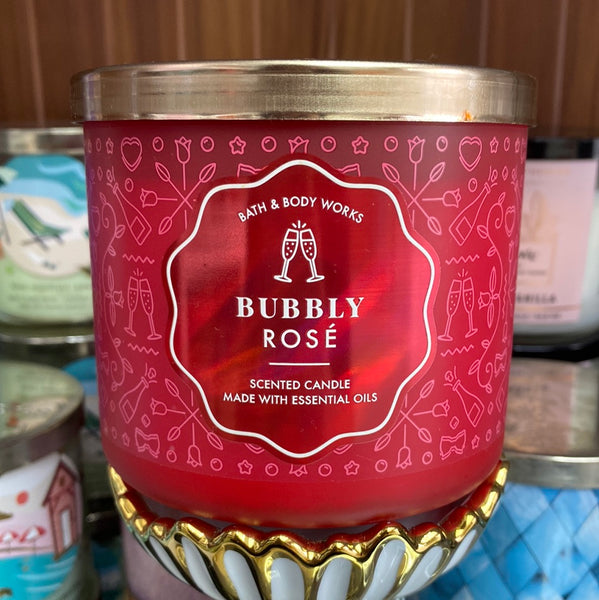 BATH & BODY WORKS
BUBBLY
ROSÉ
SCENTED CANDLE
MADE WITH ESSENTIAL OILS